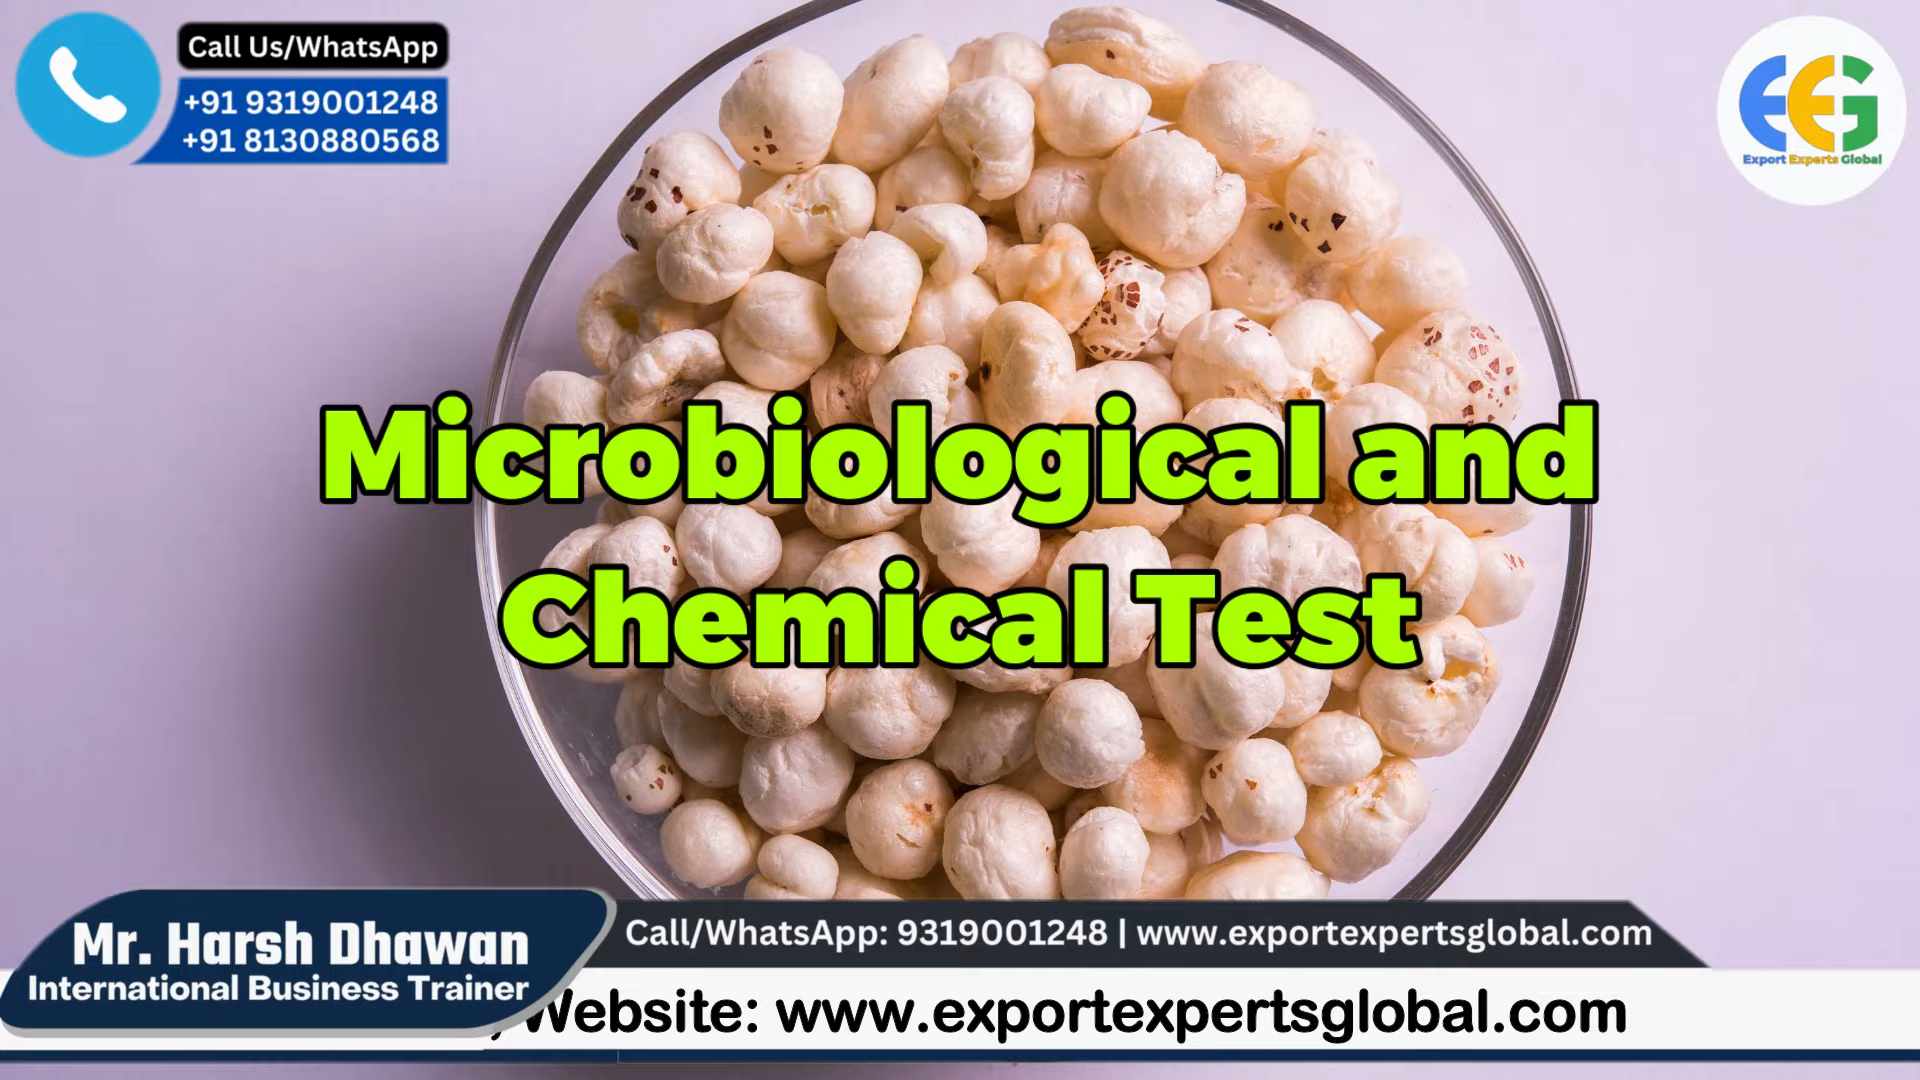 Call Us/WhatsApp
+91 9319001248
+91 8130880568
EEG
Export Experts Global
Microbiological and
Chemical Test
Mr. Harsh Dhawan
International Business Trainer
Call/WhatsApp: 9319001248 | www.exportexpertsglobal.com
, Website: www.exportexpertsglobal.com